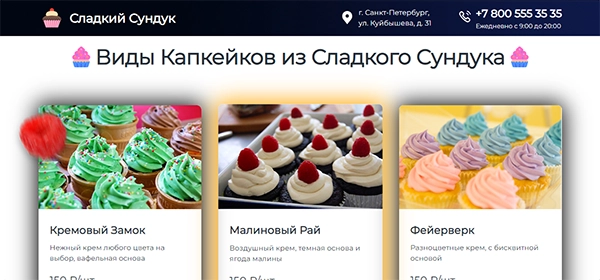 Сладкий Сундук
г. Санкт-Петербург,
ул. Куйбышева, д. 31
+7 800 555 35 35
Ежедневно с 9:00 до 20:00
Виды Капкейков из Сладкого Сундука
Кремовый Замок
Нежный крем любого цвета на
выбор, вафельная основа
150 ₽/шт
Малиновый Рай
Воздушный крем, темная основа и
ягода малины
150 ₽/шт
Фейерверк
Разноцветные крем, с бисквитной
основой
150 ₽/шт